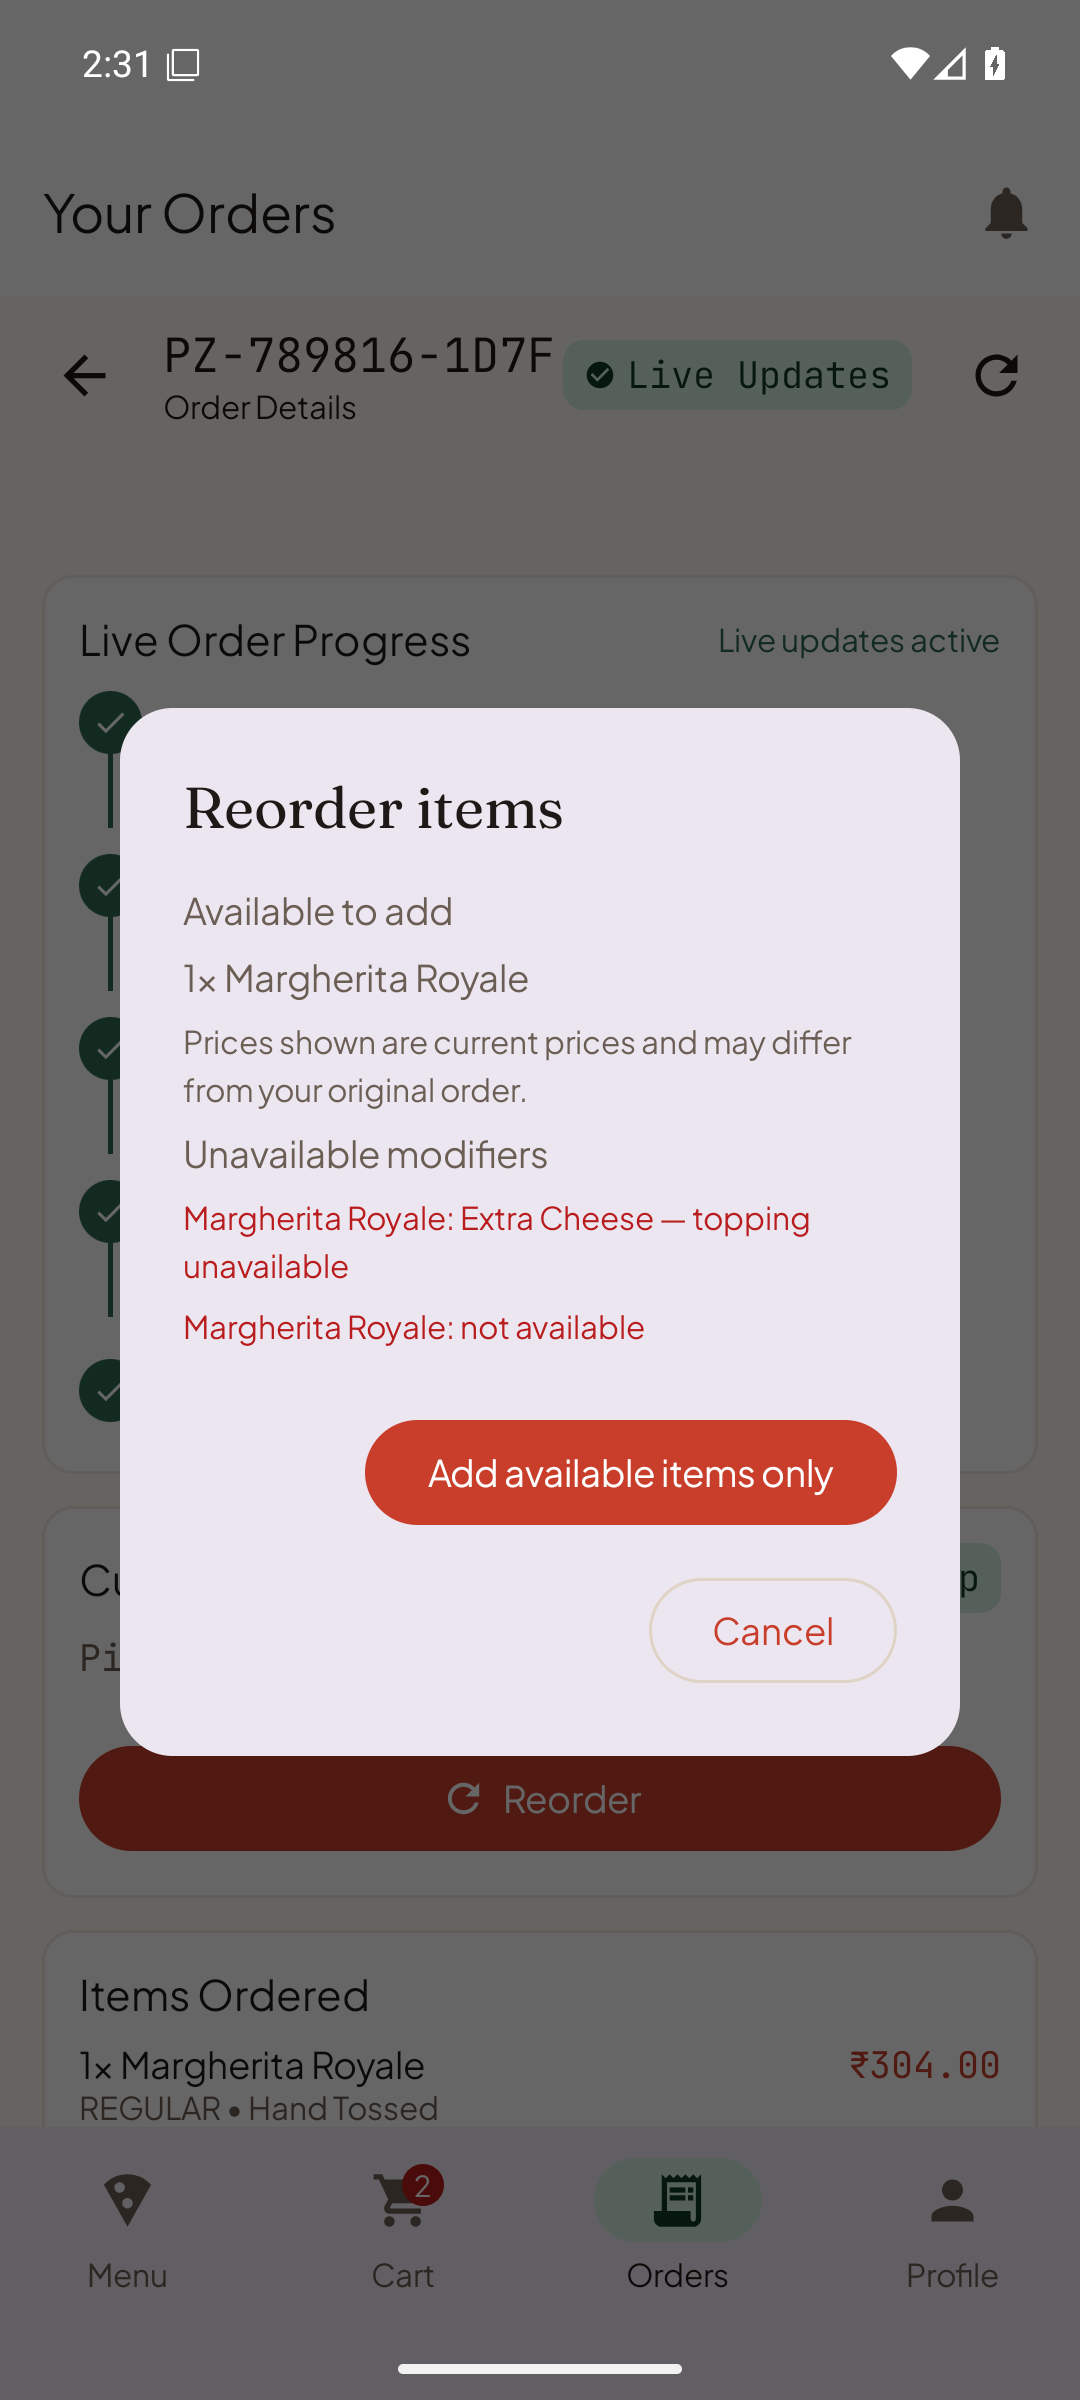 2:31
Your Orders
PZ-789816-1D7F
Order Details
Live Updates
Live Order Progress
Live updates active
Reorder items
Available to add
1× Margherita Royale
Prices shown are current prices and may differ
from your original order.
Unavailable modifiers
Margherita Royale: Extra Cheese — topping
unavailable
Margherita Royale: not available
Add available items only
Cancel
Reorder
Items Ordered
1× Margherita Royale
₹304.00
REGULAR • Hand Tossed
2
Menu
Cart
Orders
Profile